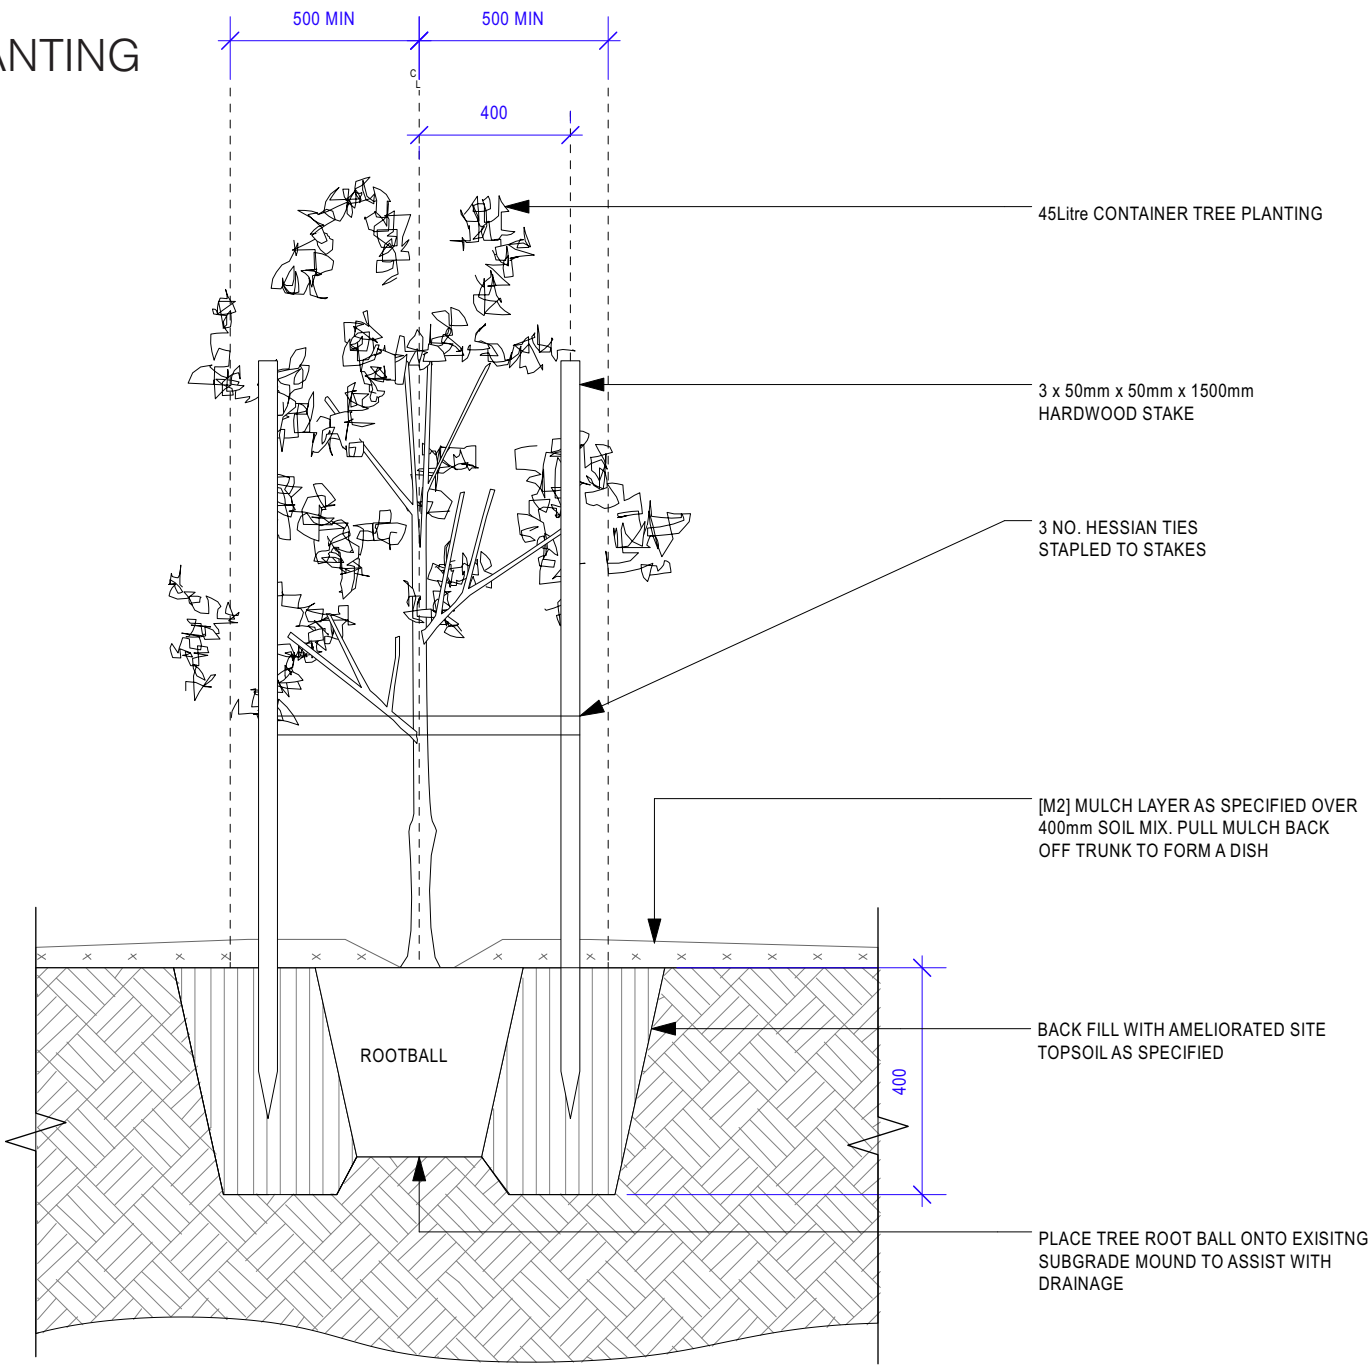 500 MIN
500 MIN
ANTING
C
L
400
45Litre CONTAINER TREE PLANTING
3 x 50mm x 50mm x 1500mm
HARDWOOD STAKE
3 NO. HESSIAN TIES
STAPLED TO STAKES
[M2] MULCH LAYER AS SPECIFIED OVER
400mm SOIL MIX. PULL MULCH BACK
OFF TRUNK TO FORM A DISH
BACK FILL WITH AMELIORATED SITE
TOPSOIL AS SPECIFIED
ROOTBALL
400
PLACE TREE ROOT BALL ONTO EXISITNG
SUBGRADE MOUND TO ASSIST WITH
DRAINAGE